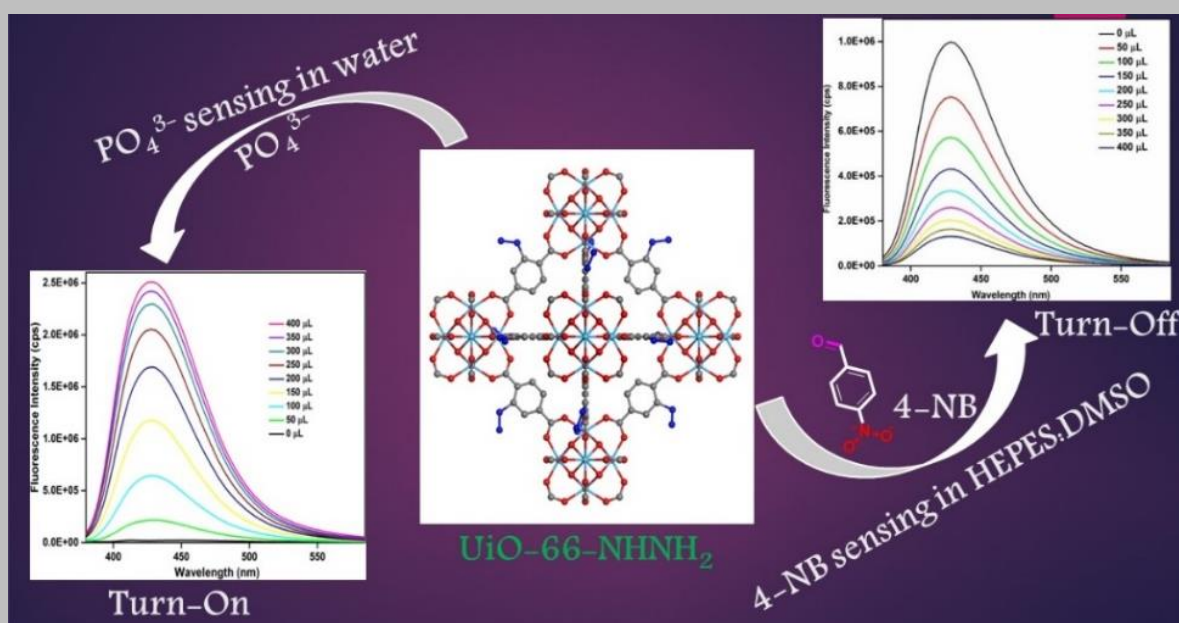 PO₄³⁻ sensing in water
PO₄³⁻
Fluorescence Intensity (cps)
2.5E+06
2.0E+06
1.5E+06
1.0E+06
5.0E+05
0.0E+00
400 µL
350 µL
300 µL
250 µL
200 µL
150 µL
100 µL
50 µL
0 µL
400
450
500
550
Wavelength (nm)
Turn-On
UiO-66-NHNH₂
Fluorescence Intensity (cps)
1.0E+06
8.0E+05
6.0E+05
4.0E+05
2.0E+05
0.0E+00
0 µL
50 µL
100 µL
150 µL
200 µL
250 µL
300 µL
350 µL
400 µL
400
450
500
550
Wavelength (nm)
Turn-Off
O
4-NB
⁻O N⁺ O⁻
4-NB sensing in HEPES:DMSO